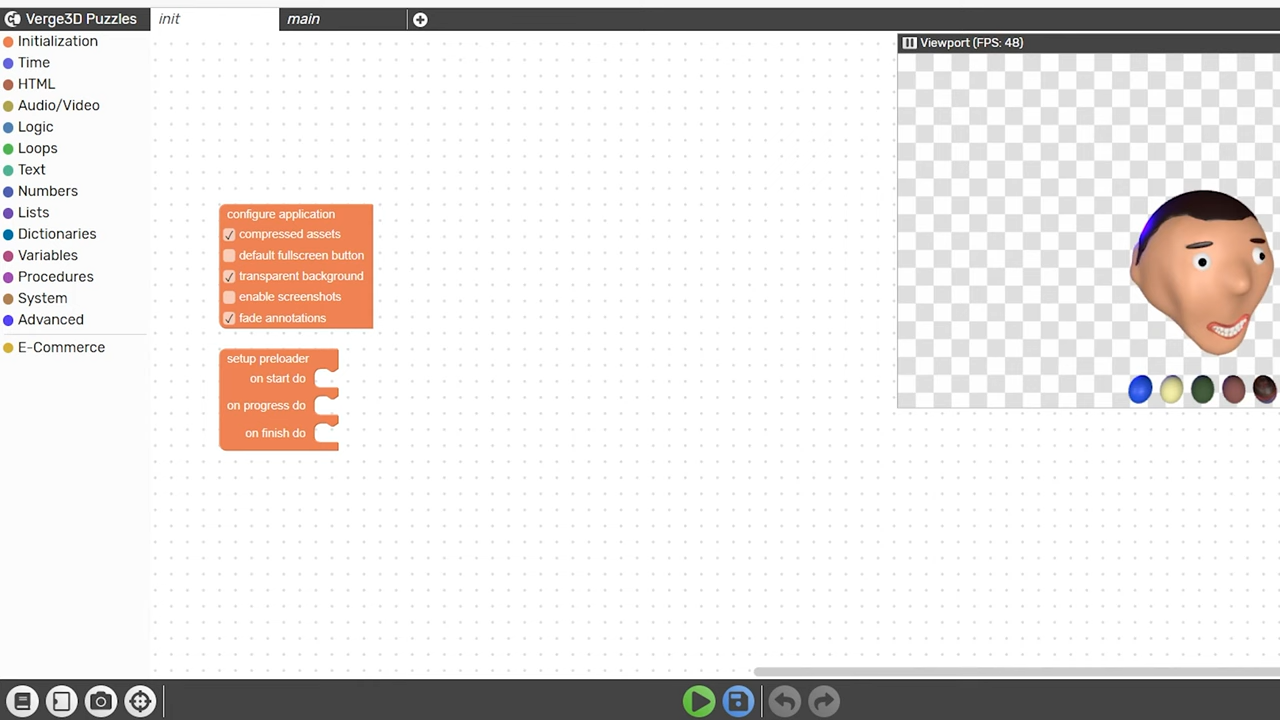 Verge3D Puzzles
init
main
Initialization
Time
HTML
Audio/Video
Logic
Loops
Text
Numbers
Lists
Dictionaries
Variables
Procedures
System
Advanced
E-Commerce
configure application
compressed assets
default fullscreen button
transparent background
enable screenshots
fade annotations
setup preloader
on start do
on progress do
on finish do
Viewport (FPS: 48)